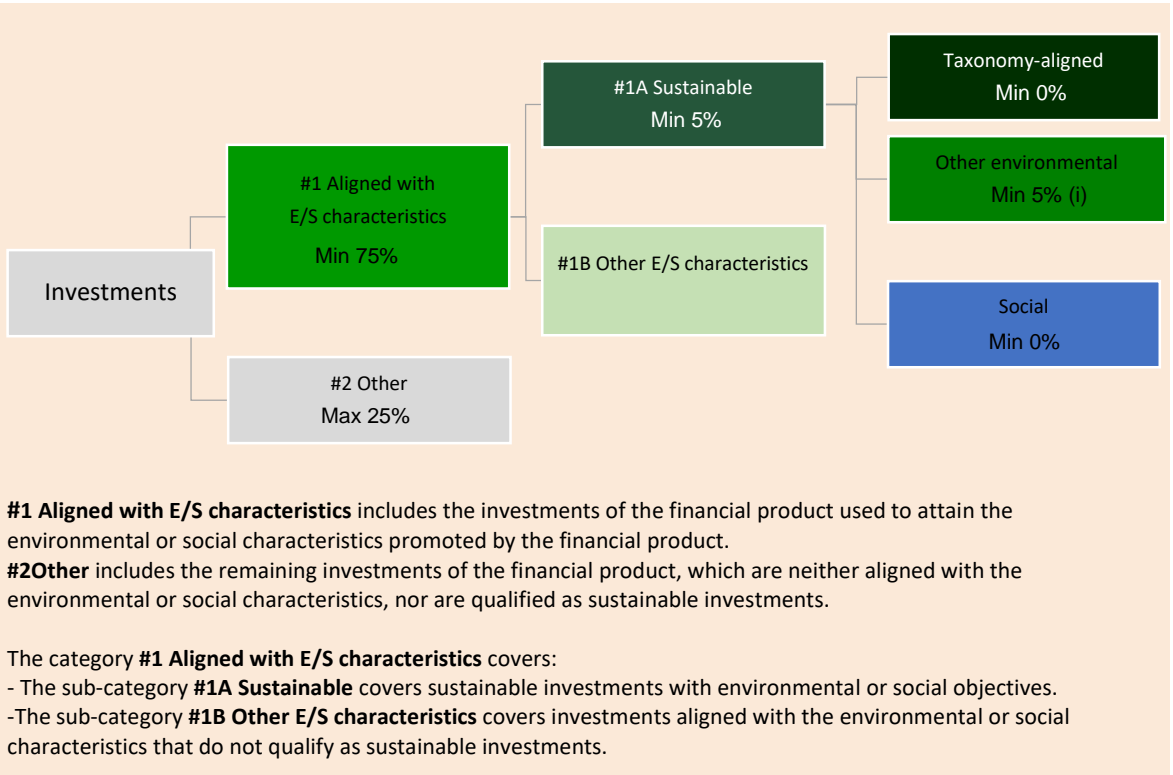 Investments
#1 Aligned with
E/S characteristics
Min 75%
#2 Other
Max 25%
#1A Sustainable
Min 5%
#1B Other E/S characteristics
Taxonomy-aligned
Min 0%
Other environmental
Min 5% (i)
Social
Min 0%
#1 Aligned with E/S characteristics includes the investments of the financial product used to attain the
environmental or social characteristics promoted by the financial product.
#2Other includes the remaining investments of the financial product, which are neither aligned with the
environmental or social characteristics, nor are qualified as sustainable investments.
The category #1 Aligned with E/S characteristics covers:
- The sub-category #1A Sustainable covers sustainable investments with environmental or social objectives.
-The sub-category #1B Other E/S characteristics covers investments aligned with the environmental or social
characteristics that do not qualify as sustainable investments.